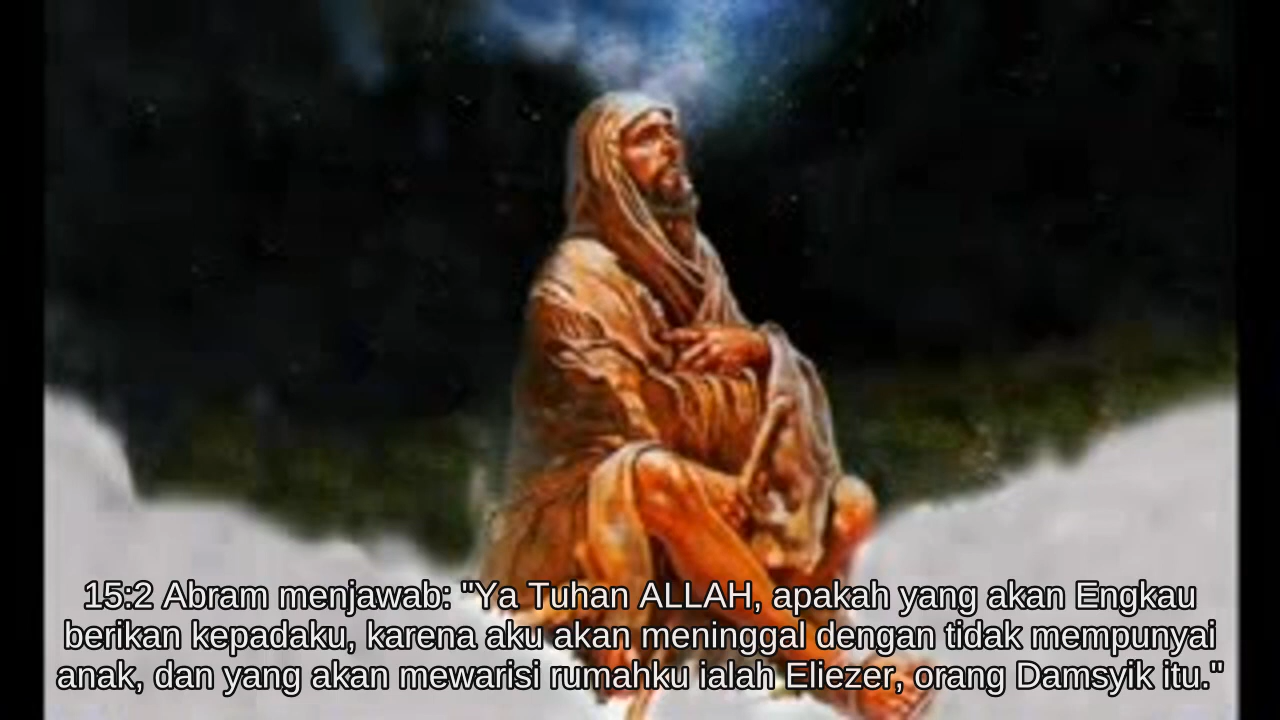 15:2 Abram menjawab: "Ya Tuhan ALLAH, apakah yang akan Engkau
berikan kepadaku, karena aku akan meninggal dengan tidak mempunyai
anak, dan yang akan mewarisi rumahku ialah Eliezer, orang Damsyik itu."